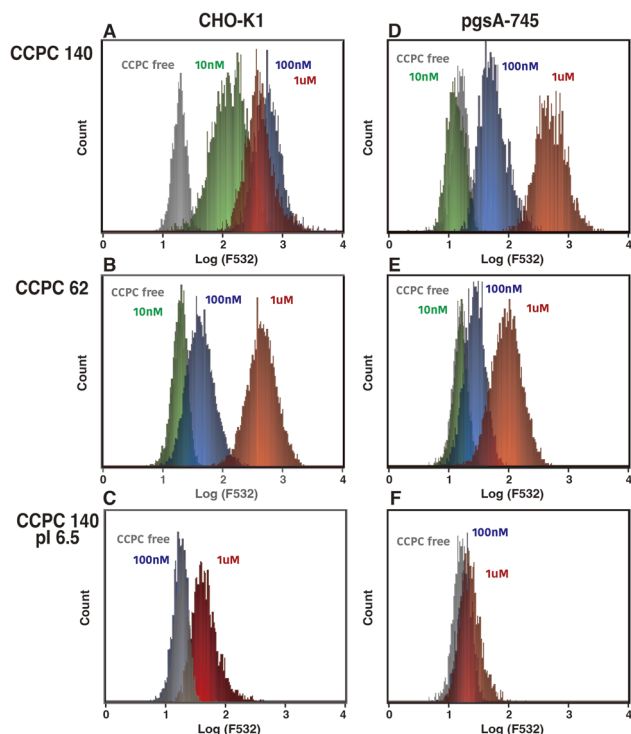 CHO-K1
pgsA-745
CCPC 140
A
CCPC free
10nM
100nM
1uM
Count
0 1 2 3 4
Log (F532)
D
CCPC free
10nM
100nM
1uM
Count
0 1 2 3 4
Log (F532)
CCPC 62
B
CCPC free
10nM
100nM
1uM
Count
0 1 2 3 4
Log (F532)
E
CCPC free
10nM
100nM
1uM
Count
0 1 2 3 4
Log (F532)
CCPC 140
pI 6.5
C
CCPC free
100nM
1uM
Count
0 1 2 3 4
Log (F532)
F
CCPC free
100nM
1uM
Count
0 1 2 3 4
Log (F532)